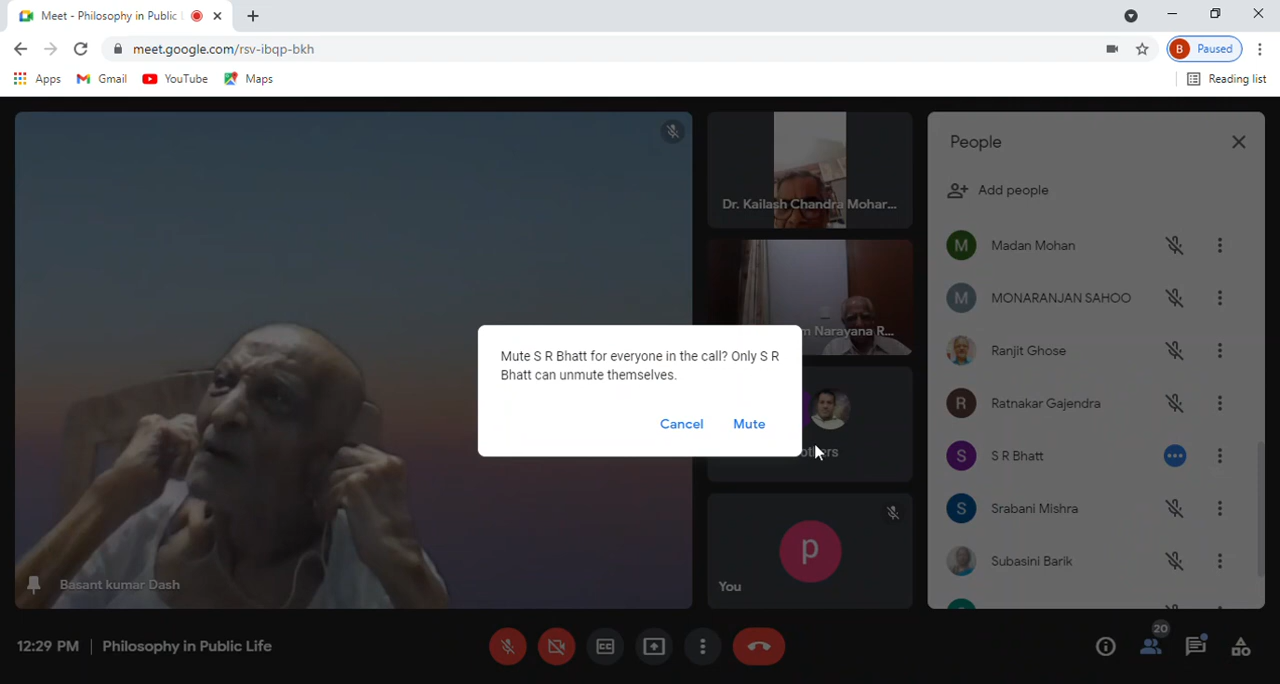 Meet - Philosophy in Public
meet.google.com/rsv-ibqp-bkh
B Paused
Apps Gmail YouTube Maps
Reading list
Basant kumar Dash
Dr. Kailash Chandra Mohar...
Narayana R...
p
You
Mute S R Bhatt for everyone in the call? Only S R
Bhatt can unmute themselves.
Cancel Mute
People
Add people
M Madan Mohan
M MONARANJAN SAHOO
Ranjit Ghose
R Ratnakar Gajendra
S S R Bhatt
S Srabani Mishra
Subasini Barik
12:29 PM | Philosophy in Public Life
CC
20